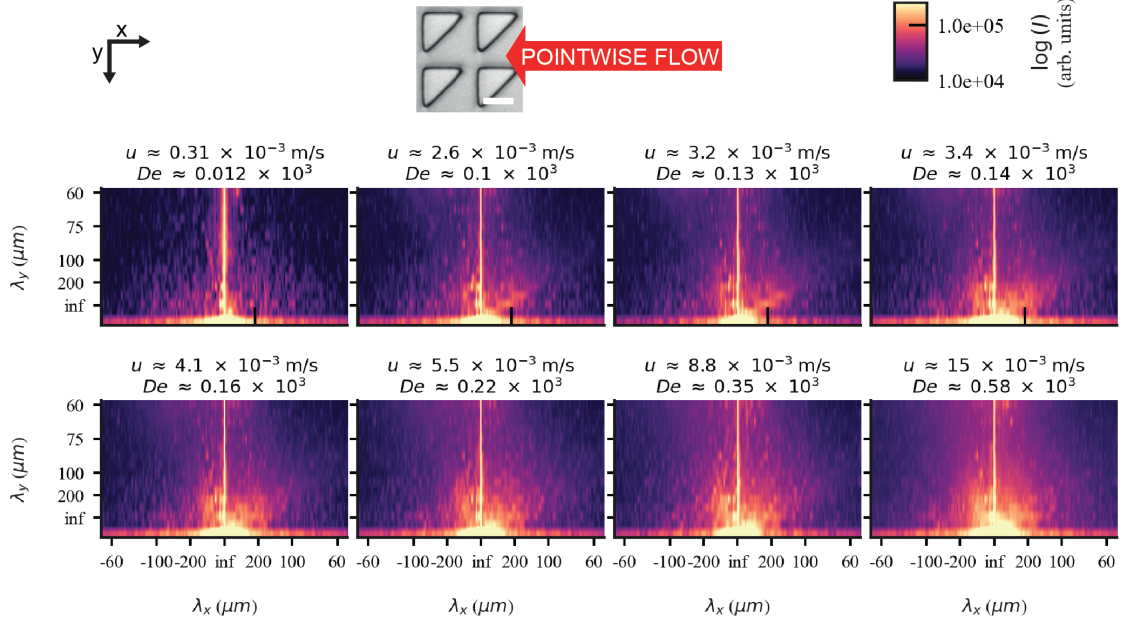 x
y
POINTWISE FLOW
1.0e+05
1.0e+04
log (I)
(arb. units)
u ≈ 0.31 × 10⁻³ m/s
De ≈ 0.012 × 10³
u ≈ 2.6 × 10⁻³ m/s
De ≈ 0.1 × 10³
u ≈ 3.2 × 10⁻³ m/s
De ≈ 0.13 × 10³
u ≈ 3.4 × 10⁻³ m/s
De ≈ 0.14 × 10³
λy (μm)
60
75
100
200
inf
u ≈ 4.1 × 10⁻³ m/s
De ≈ 0.16 × 10³
u ≈ 5.5 × 10⁻³ m/s
De ≈ 0.22 × 10³
u ≈ 8.8 × 10⁻³ m/s
De ≈ 0.35 × 10³
u ≈ 15 × 10⁻³ m/s
De ≈ 0.58 × 10³
λy (μm)
60
75
100
200
inf
-60 -100 -200 inf 200 100 60
-60 -100 -200 inf 200 100 60
-60 -100 -200 inf 200 100 60
-60 -100 -200 inf 200 100 60
λx (μm)
λx (μm)
λx (μm)
λx (μm)